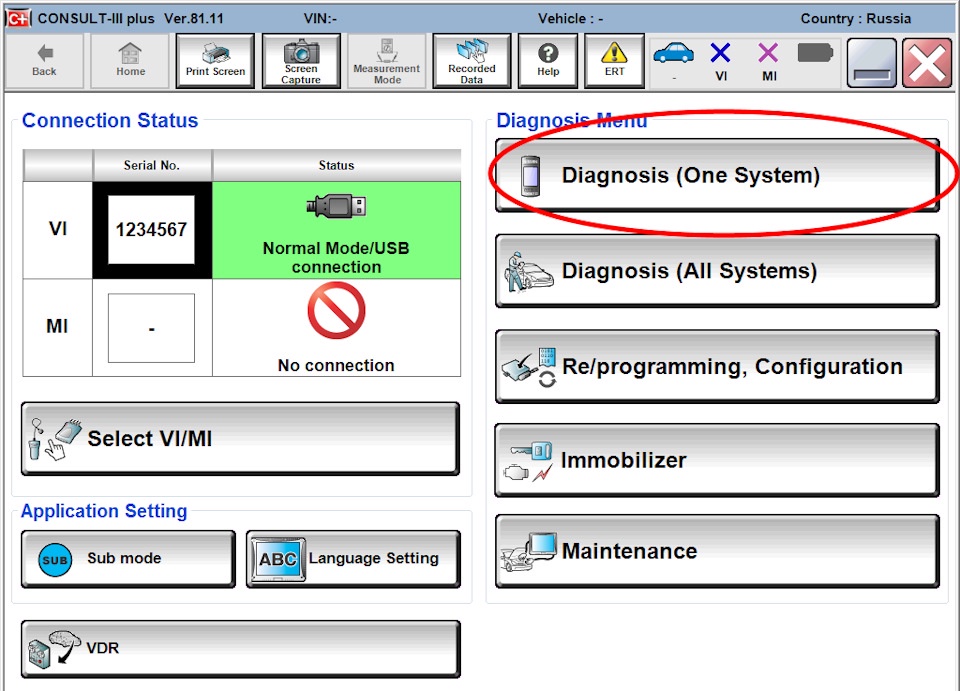 C+ CONSULT-III plus Ver.81.11 VIN:- Vehicle : - Country : Russia
Back
Home
Print Screen
Screen
Capture
Measurement
Mode
Recorded
Data
Help
ERT
-
VI
MI
Connection Status
Serial No. Status
VI
1234567
Normal Mode/USB
connection
MI
-
No connection
Select VI/MI
Application Setting
SUB Sub mode
ABC Language Setting
VDR
Diagnosis Menu
Diagnosis (One System)
Diagnosis (All Systems)
Re/programming, Configuration
Immobilizer
Maintenance